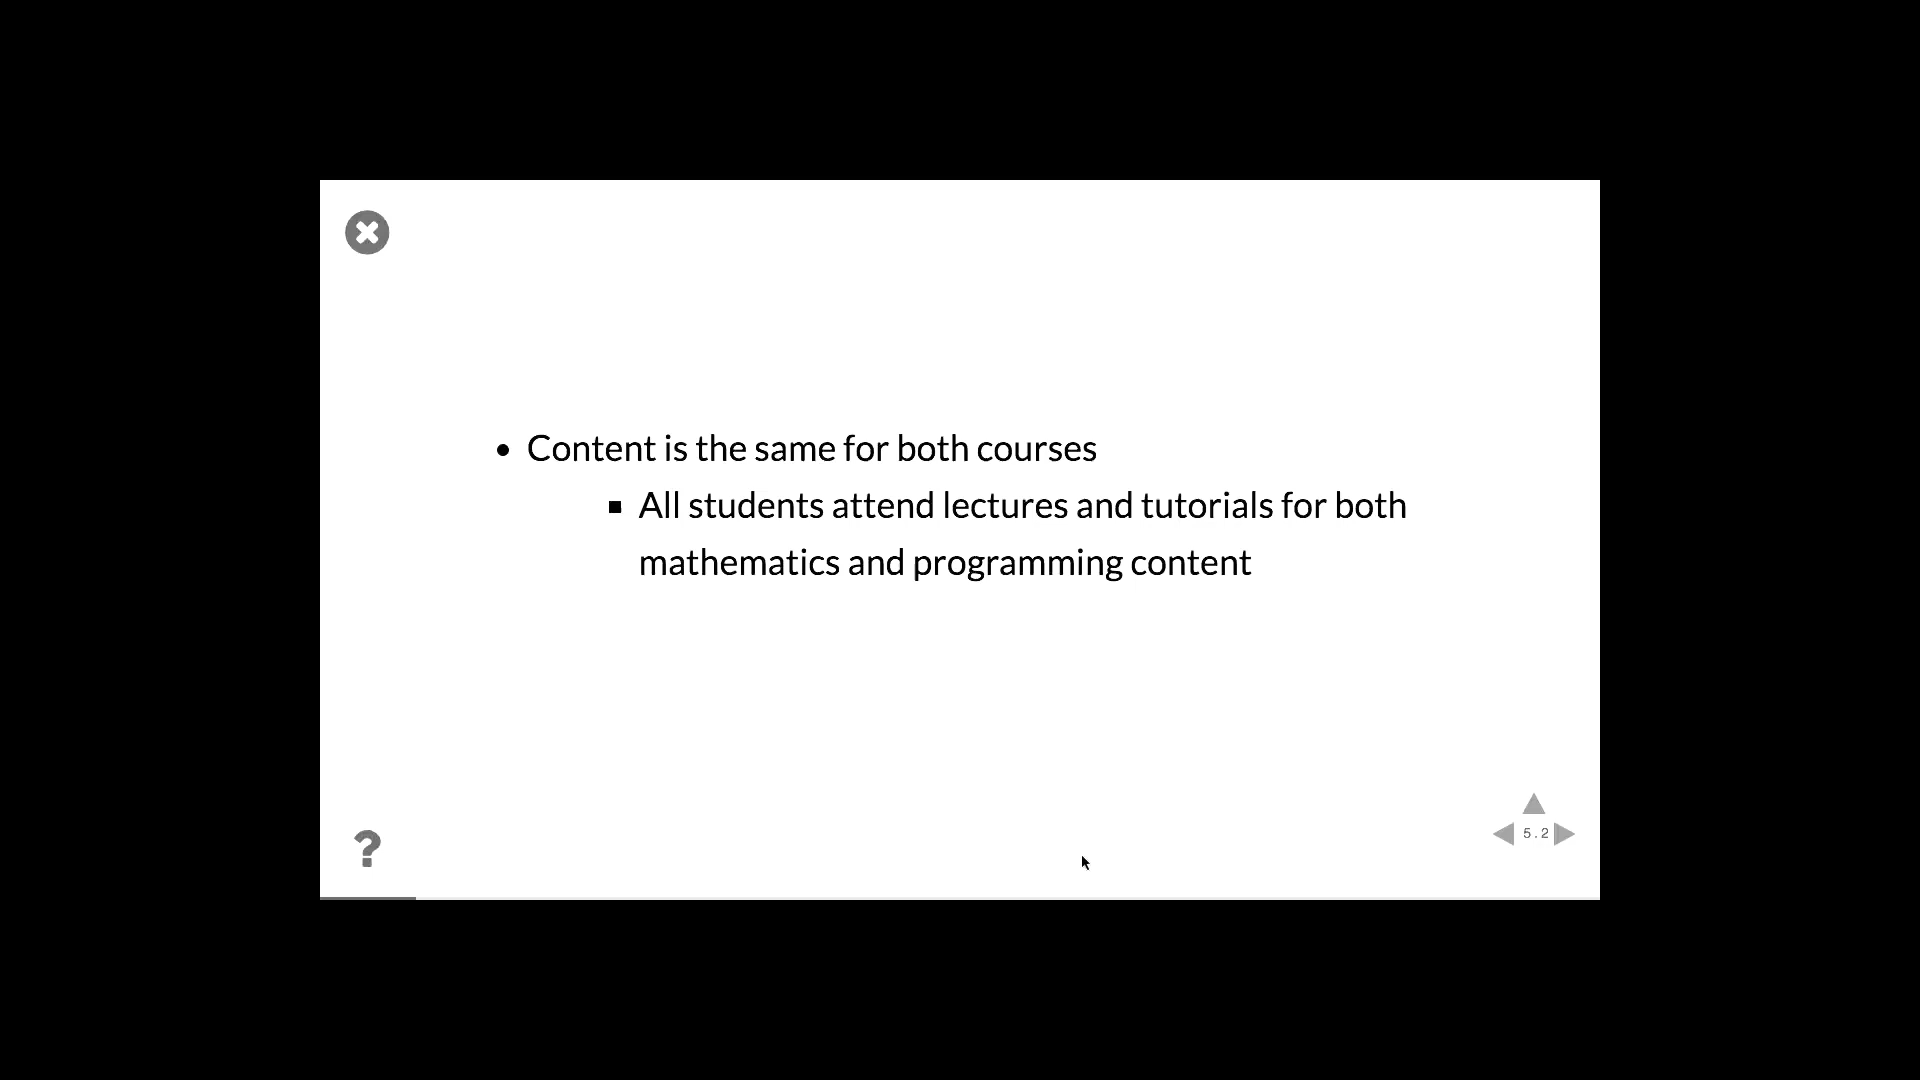 • Content is the same for both courses
▪ All students attend lectures and tutorials for both
mathematics and programming content
?
5.2